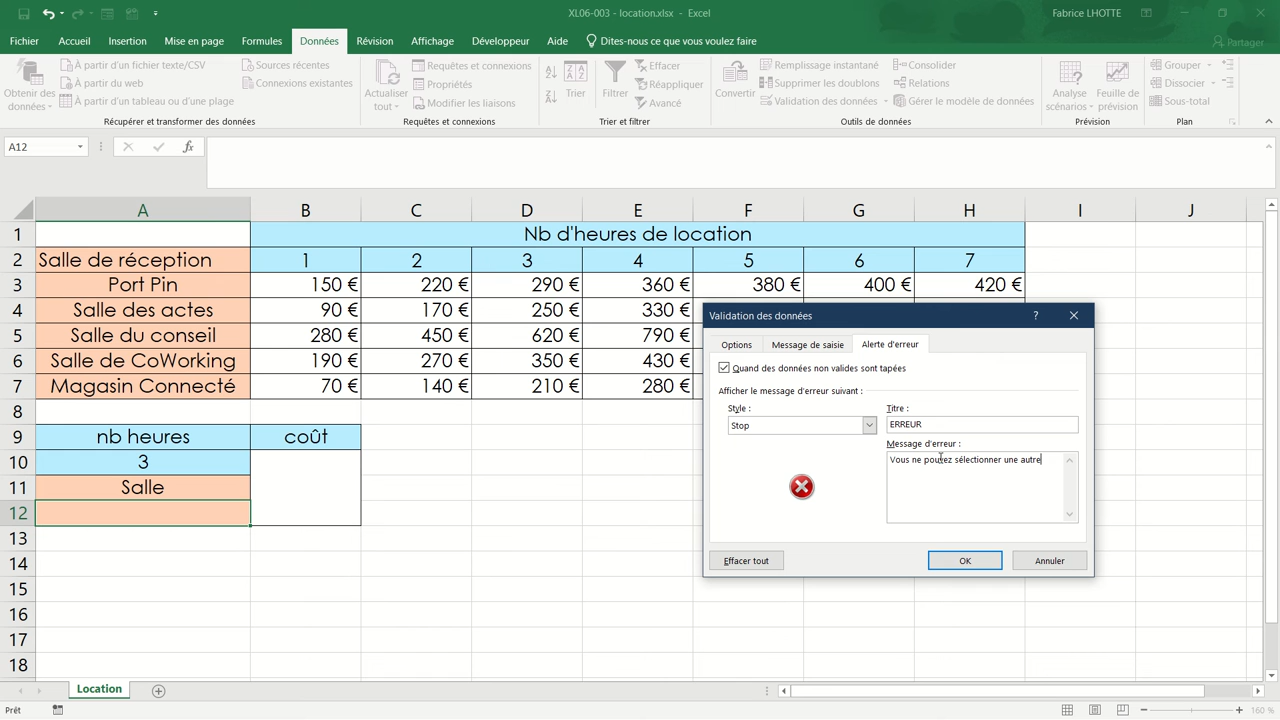 XL06-003 - location.xlsx - Excel
Fabrice LHOTTE
Fichier Accueil Insertion Mise en page Formules Données Révision Affichage Développeur Aide Dites-nous ce que vous voulez faire Partager
Obtenir des données
À partir d'un fichier texte/CSV
À partir du web
À partir d'un tableau ou d'une plage
Sources récentes
Connexions existantes
Récupérer et transformer des données
Actualiser tout
Requêtes et connexions
Propriétés
Modifier les liaisons
Requêtes et connexions
Trier
Filtrer
Effacer
Réappliquer
Avancé
Trier et filtrer
Convertir
Remplissage instantané
Supprimer les doublons
Validation des données
Consolider
Relations
Gérer le modèle de données
Outils de données
Analyse scénarios
Feuille de prévision
Prévision
Grouper
Dissocier
Sous-total
Plan
A12
fx
A B C D E F G H I J
1 Nb d'heures de location
2 Salle de réception 1 2 3 4 5 6 7
3 Port Pin 150 € 220 € 290 € 360 € 380 € 400 € 420 €
4 Salle des actes 90 € 170 € 250 € 330 €
5 Salle du conseil 280 € 450 € 620 € 790 €
6 Salle de CoWorking 190 € 270 € 350 € 430 €
7 Magasin Connecté 70 € 140 € 210 € 280 €
8
9 nb heures coût
10 3
11 Salle
12
13
14
15
16
17
18
Validation des données ?
Options Message de saisie Alerte d'erreur
Quand des données non valides sont tapées
Afficher le message d'erreur suivant :
Style :
Stop
Titre :
ERREUR
Message d'erreur :
Vous ne pouvez sélectionner une autre
Effacer tout OK Annuler
Location
Prêt
160 %